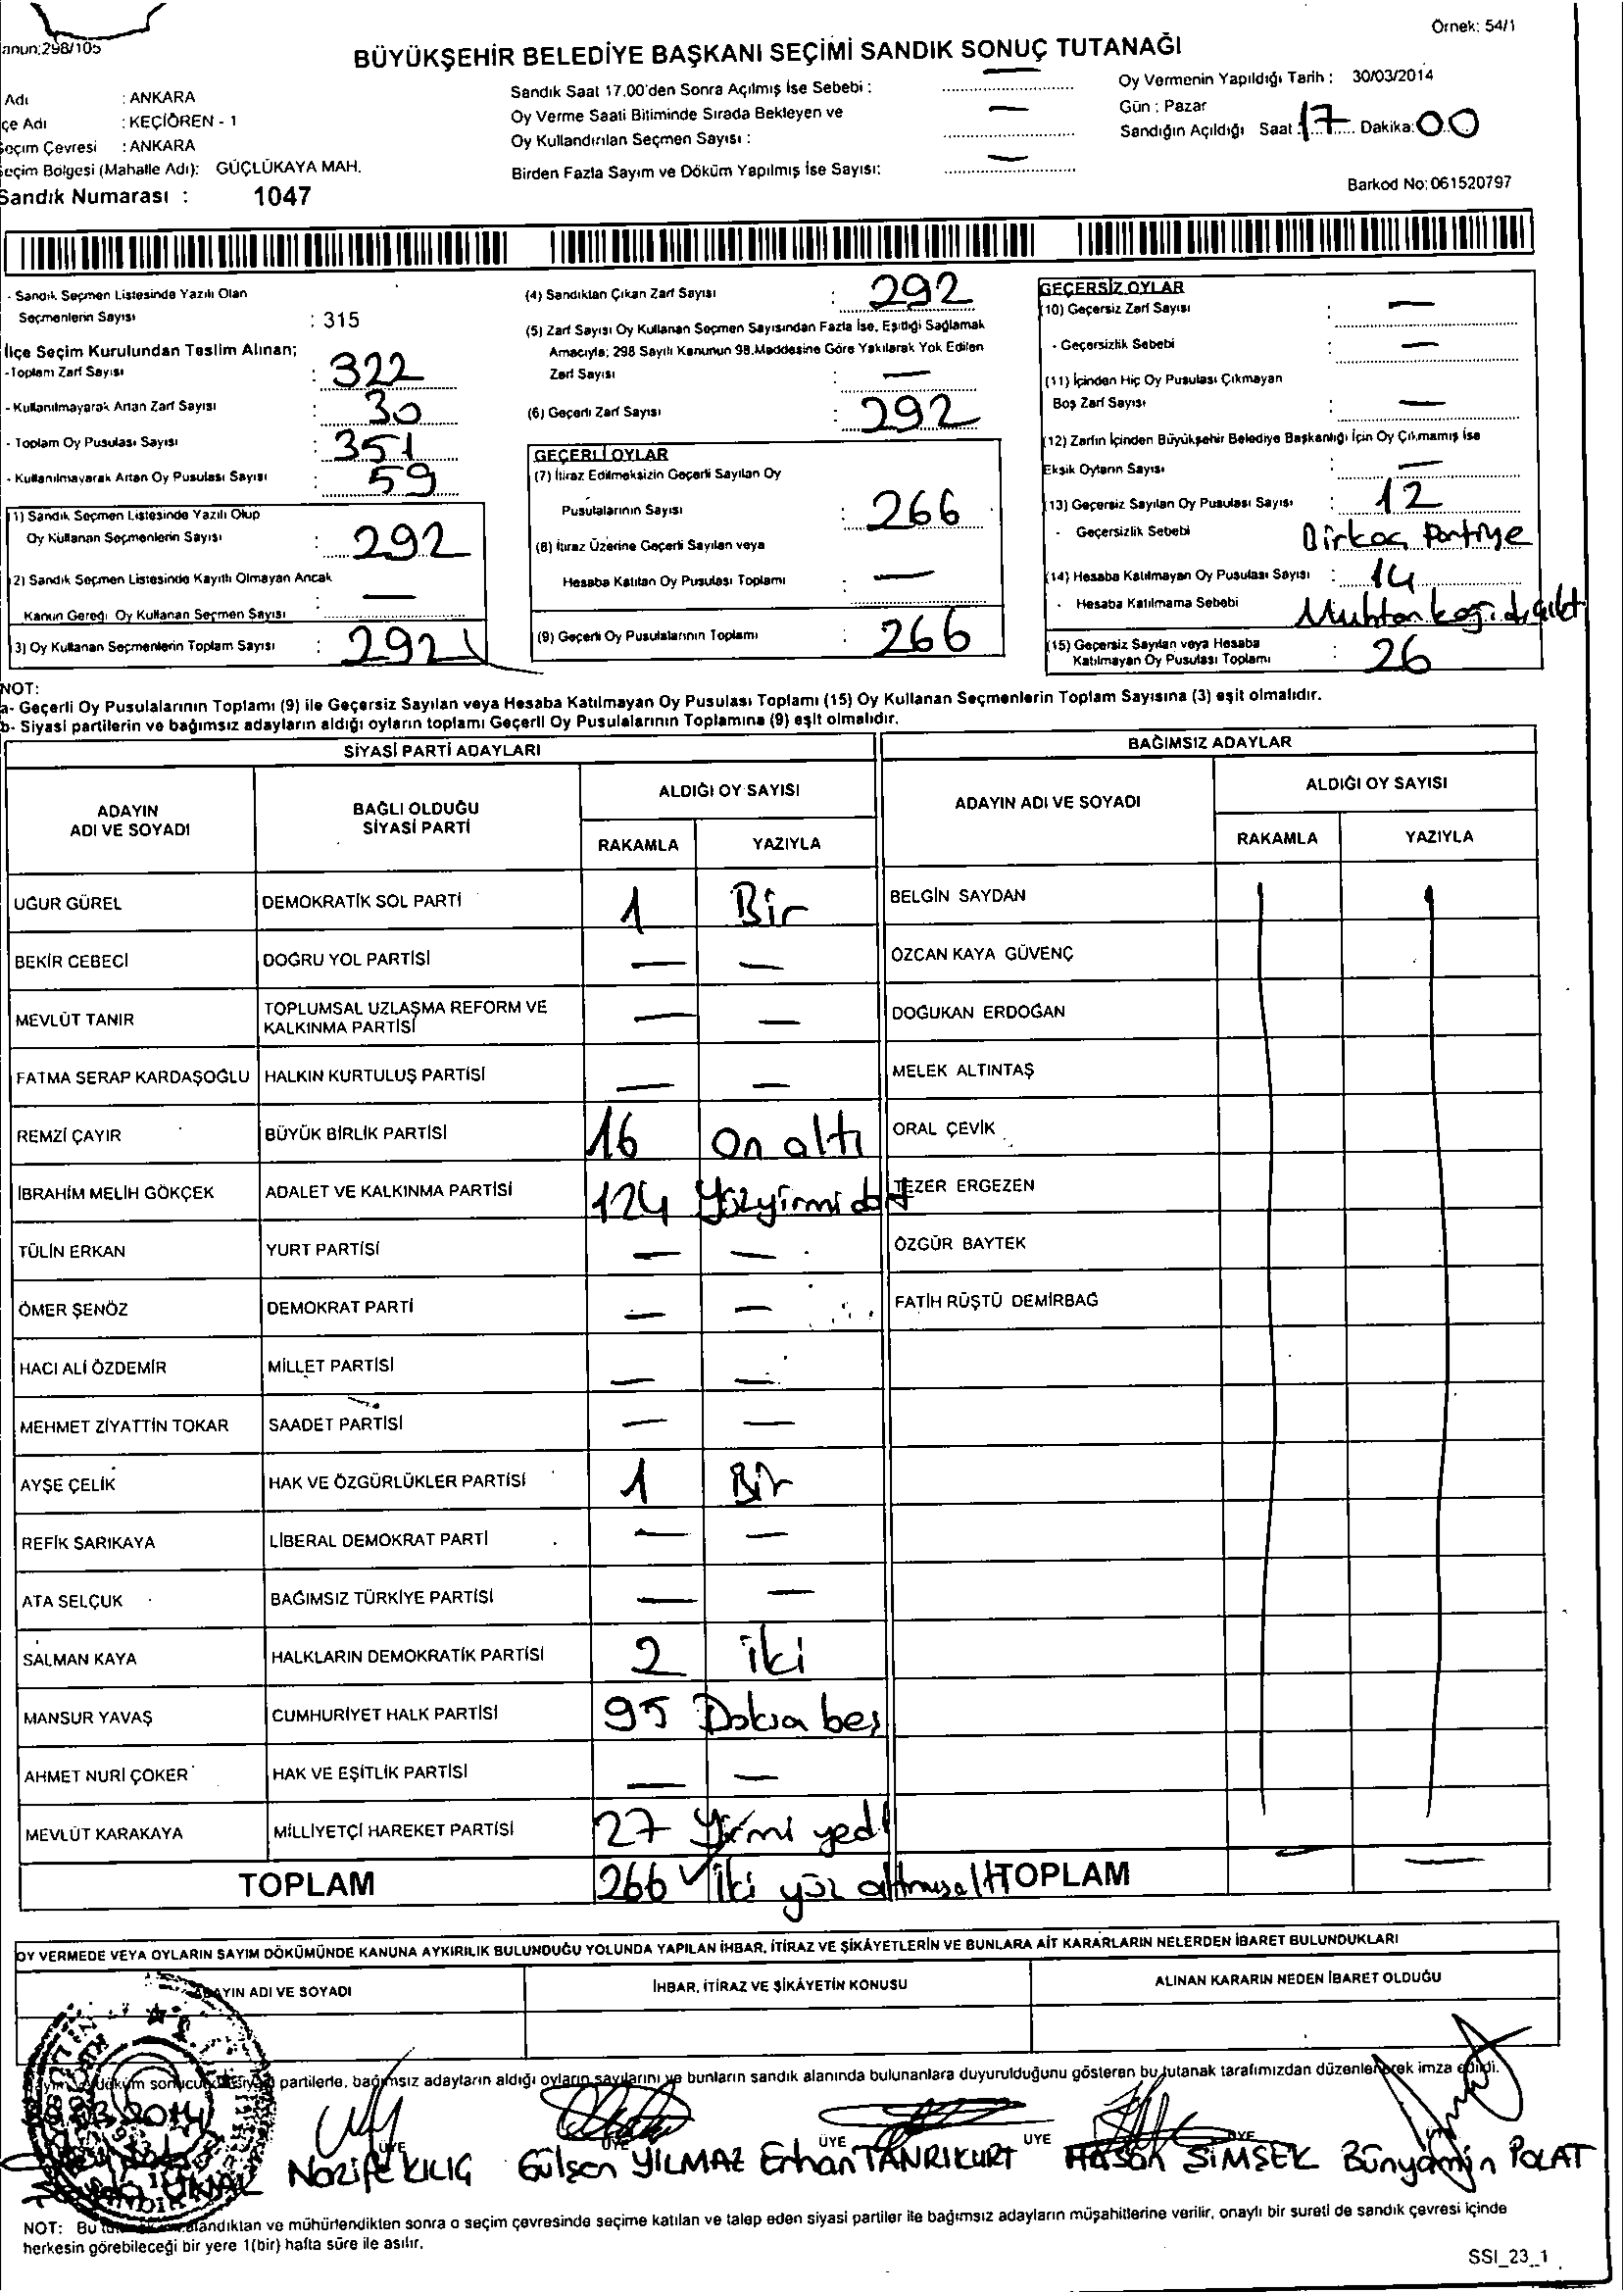 Örnek: 54/1
anun:298/105
BÜYÜKŞEHİR BELEDİYE BAŞKANI SEÇİMİ SANDIK SONUÇ TUTANAĞI
Adı : ANKARA
çe Adı : KEÇİÖREN - 1
Seçim Çevresi : ANKARA
eçim Bölgesi (Mahalle Adı): GÜÇLÜKAYA MAH.
Sandık Numarası : 1047
Sandık Saat 17.00'den Sonra Açılmış İse Sebebi : —
Oy Verme Saati Bitiminde Sırada Bekleyen ve
Oy Kullandırılan Seçmen Sayısı : —
Birden Fazla Sayım ve Döküm Yapılmış İse Sayısı: —
Oy Vermenin Yapıldığı Tarih : 30/03/2014
Gün : Pazar
Sandığın Açıldığı Saat : 17 Dakika: 00
Barkod No: 061520797
- Sandık Seçmen Listesinde Yazılı Olan
Seçmenlerin Sayısı : 315
İlçe Seçim Kurulundan Teslim Alınan;
-Toplam Zarf Sayısı : 322
- Kullanılmayarak Artan Zarf Sayısı : 30
- Toplam Oy Pusulası Sayısı : 351
- Kullanılmayarak Artan Oy Pusulası Sayısı : 59
1) Sandık Seçmen Listesinde Yazılı Olup
Oy Kullanan Seçmenlerin Sayısı : 292
2) Sandık Seçmen Listesinde Kayıtlı Olmayan Ancak
Kanun Gereği Oy Kullanan Seçmen Sayısı : —
3) Oy Kullanan Seçmenlerin Toplam Sayısı : 292
(4) Sandıktan Çıkan Zarf Sayısı : 292
(5) Zarf Sayısı Oy Kullanan Seçmen Sayısından Fazla İse, Eşitliği Sağlamak
Amacıyla; 298 Sayılı Kanunun 98.Maddesine Göre Yakılarak Yok Edilen
Zarf Sayısı : —
(6) Geçerli Zarf Sayısı : 292
GEÇERLİ OYLAR
(7) İtiraz Edilmeksizin Geçerli Sayılan Oy
Pusulalarının Sayısı : 266
(8) İtiraz Üzerine Geçerli Sayılan veya
Hesaba Katılan Oy Pusulası Toplamı : —
(9) Geçerli Oy Pusulalarının Toplamı : 266
GEÇERSİZ OYLAR
(10) Geçersiz Zarf Sayısı : —
- Geçersizlik Sebebi : —
(11) İçinden Hiç Oy Pusulası Çıkmayan
Boş Zarf Sayısı : —
(12) Zarfın İçinden Büyükşehir Belediye Başkanlığı İçin Oy Çıkmamış İse
Eksik Oyların Sayısı : —
(13) Geçersiz Sayılan Oy Pusulası Sayısı : 12
- Geçersizlik Sebebi Birkaç Partiye
(14) Hesaba Katılmayan Oy Pusulası Sayısı : 14
- Hesaba Katılmama Sebebi Muhtar
(15) Geçersiz Sayılan veya Hesaba
Katılmayan Oy Pusulası Toplamı : 26
NOT:
a- Geçerli Oy Pusulalarının Toplamı (9) ile Geçersiz Sayılan veya Hesaba Katılmayan Oy Pusulası Toplamı (15) Oy Kullanan Seçmenlerin Toplam Sayısına (3) eşit olmalıdır.
b- Siyasi partilerin ve bağımsız adayların aldığı oyların toplamı Geçerli Oy Pusulalarının Toplamına (9) eşit olmalıdır.
SİYASİ PARTİ ADAYLARI BAĞIMSIZ ADAYLAR
ADAYIN ADI VE SOYADI BAĞLI OLDUĞU SİYASİ PARTİ ALDIĞI OY SAYISI ADAYIN ADI VE SOYADI ALDIĞI OY SAYISI
RAKAMLA YAZIYLA RAKAMLA YAZIYLA
UĞUR GÜREL DEMOKRATİK SOL PARTİ 1 Bir BELGİN SAYDAN
BEKİR CEBECİ DOĞRU YOL PARTİSİ — — ÖZCAN KAYA GÜVENÇ
MEVLÜT TANIR TOPLUMSAL UZLAŞMA REFORM VE KALKINMA PARTİSİ — — DOĞUKAN ERDOĞAN
FATMA SERAP KARDAŞOĞLU HALKIN KURTULUŞ PARTİSİ — — MELEK ALTINTAŞ
REMZİ ÇAYIR BÜYÜK BİRLİK PARTİSİ 16 on altı ORAL ÇEVİK
İBRAHİM MELİH GÖKÇEK ADALET VE KALKINMA PARTİSİ 124 Yüzyirmi dört TEZER ERGEZEN
TÜLİN ERKAN YURT PARTİSİ — — ÖZGÜR BAYTEK
ÖMER ŞENÖZ DEMOKRAT PARTİ — — FATİH RÜŞTÜ DEMİRBAĞ
HACI ALİ ÖZDEMİR MİLLET PARTİSİ — —
MEHMET ZİYATTİN TOKAR SAADET PARTİSİ — —
AYŞE ÇELİK HAK VE ÖZGÜRLÜKLER PARTİSİ 1 Bir
REFİK SARIKAYA LİBERAL DEMOKRAT PARTİ — —
ATA SELÇUK BAĞIMSIZ TÜRKİYE PARTİSİ — —
SALMAN KAYA HALKLARIN DEMOKRATİK PARTİSİ 2 iki
MANSUR YAVAŞ CUMHURİYET HALK PARTİSİ 95 Doksa beş
AHMET NURİ ÇOKER HAK VE EŞİTLİK PARTİSİ — —
MEVLÜT KARAKAYA MİLLİYETÇİ HAREKET PARTİSİ 27 Yirmi yedi
TOPLAM 266 iki yüz altmışaltı TOPLAM — —
OY VERMEDE VEYA OYLARIN SAYIM DÖKÜMÜNDE KANUNA AYKIRILIK BULUNDUĞU YOLUNDA YAPILAN İHBAR, İTİRAZ VE ŞİKAYETLERİN VE BUNLARA AİT KARARLARIN NELERDEN İBARET BULUNDUKLARI
ADAYIN ADI VE SOYADI İHBAR, İTİRAZ VE ŞİKAYETİN KONUSU ALINAN KARARIN NEDEN İBARET OLDUĞU
partilerle, bağımsız adayların aldığı oyların sayılarını ve bunların sandık alanında bulunanlara duyurulduğunu gösteren bu tutanak tarafımızdan düzenlenerek imza edildi.
ÜYE ÜYE ÜYE ÜYE ÜYE
Nazife KILIÇ Gülşen YILMAZ Erhan TANRIKURT Hasan ŞİMŞEK Bünyamin POLAT
NOT: Bu tutanak imzalandıktan ve mühürlendikten sonra o seçim çevresinde seçime katılan ve talep eden siyasi partiler ile bağımsız adayların müşahitlerine verilir, onaylı bir sureti de sandık çevresi içinde
herkesin görebileceği bir yere 1(bir) hafta süre ile asılır.
SSI_23_1